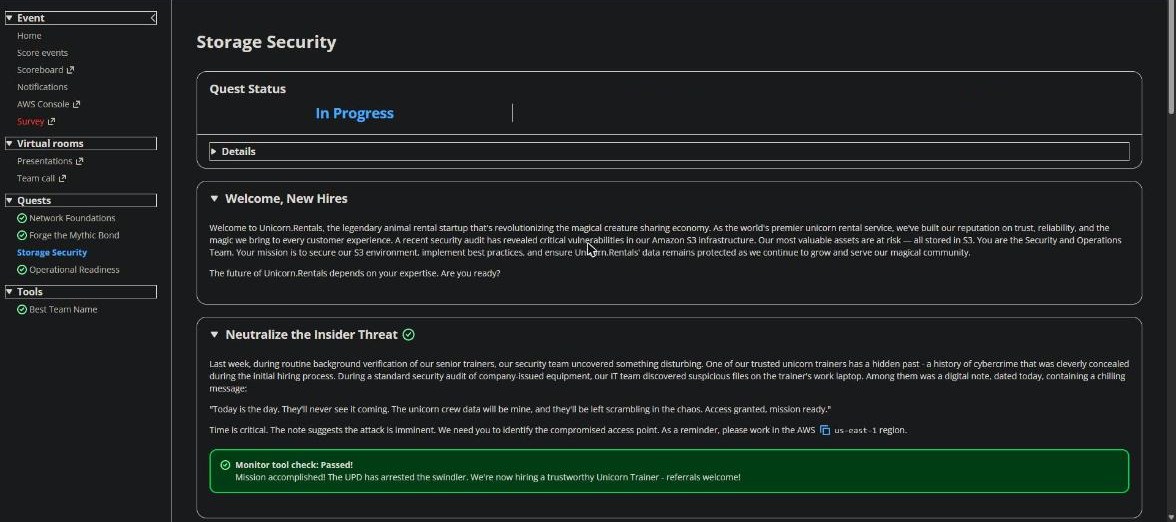 Event
Home
Score events
Scoreboard
Notifications
AWS Console
Survey
Virtual rooms
Presentations
Team call
Quests
Network Foundations
Forge the Mythic Bond
Storage Security
Operational Readiness
Tools
Best Team Name
Storage Security
Quest Status
In Progress
Details
Welcome, New Hires
Welcome to Unicorn.Rentals, the legendary animal rental startup that's revolutionizing the magical creature sharing economy. As the world's premier unicorn rental service, we've built our reputation on trust, reliability, and the
magic we bring to every customer experience. A recent security audit has revealed critical vulnerabilities in our Amazon S3 infrastructure. Our most valuable assets are at risk — all stored in S3. You are the Security and Operations
Team. Your mission is to secure our S3 environment, implement best practices, and ensure Unicorn.Rentals' data remains protected as we continue to grow and serve our magical community.
The future of Unicorn.Rentals depends on your expertise. Are you ready?
Neutralize the Insider Threat
Last week, during routine background verification of our senior trainers, our security team uncovered something disturbing. One of our trusted unicorn trainers has a hidden past - a history of cybercrime that was cleverly concealed
during the initial hiring process. During a standard security audit of company-issued equipment, our IT team discovered suspicious files on the trainer's work laptop. Among them was a digital note, dated today, containing a chilling
message:
"Today is the day. They'll never see it coming. The unicorn crew data will be mine, and they'll be left scrambling in the chaos. Access granted, mission ready."
Time is critical. The note suggests the attack is imminent. We need you to identify the compromised access point. As a reminder, please work in the AWS us-east-1 region.
Monitor tool check: Passed!
Mission accomplished! The UPD has arrested the swindler. We're now hiring a trustworthy Unicorn Trainer - referrals welcome!